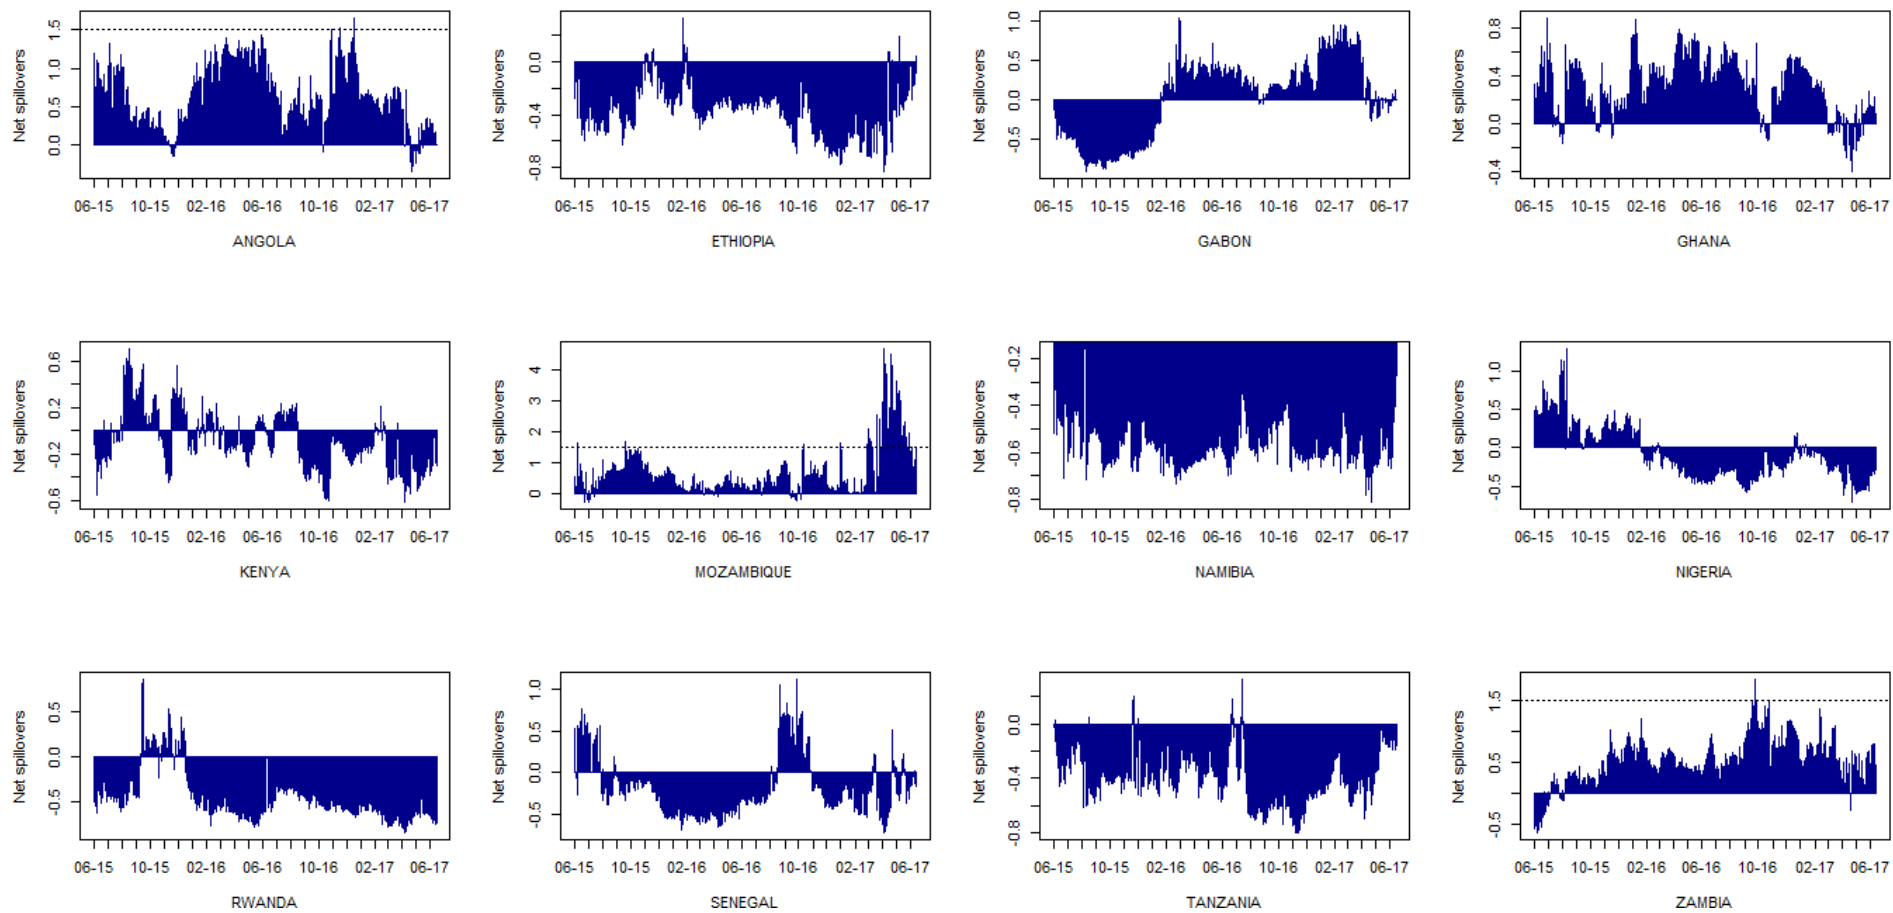 Net spillovers
0.0 0.5 1.0 1.5
06-15 10-15 02-16 06-16 10-16 02-17 06-17
ANGOLA
Net spillovers
-0.8 -0.4 0.0
06-15 10-15 02-16 06-16 10-16 02-17 06-17
ETHIOPIA
Net spillovers
-0.5 0.0 0.5 1.0
06-15 10-15 02-16 06-16 10-16 02-17 06-17
GABON
Net spillovers
-0.4 0.0 0.4 0.8
06-15 10-15 02-16 06-16 10-16 02-17 06-17
GHANA
Net spillovers
-0.6 -0.2 0.2 0.6
06-15 10-15 02-16 06-16 10-16 02-17 06-17
KENYA
Net spillovers
0 1 2 3 4
06-15 10-15 02-16 06-16 10-16 02-17 06-17
MOZAMBIQUE
Net spillovers
-0.8 -0.6 -0.4 -0.2
06-15 10-15 02-16 06-16 10-16 02-17 06-17
NAMIBIA
Net spillovers
-0.5 0.0 0.5 1.0
06-15 10-15 02-16 06-16 10-16 02-17 06-17
NIGERIA
Net spillovers
-0.5 0.0 0.5
06-15 10-15 02-16 06-16 10-16 02-17 06-17
RWANDA
Net spillovers
-0.5 0.0 0.5 1.0
06-15 10-15 02-16 06-16 10-16 02-17 06-17
SENEGAL
Net spillovers
-0.8 -0.4 0.0
06-15 10-15 02-16 06-16 10-16 02-17 06-17
TANZANIA
Net spillovers
-0.5 0.5 1.5
06-15 10-15 02-16 06-16 10-16 02-17 06-17
ZAMBIA